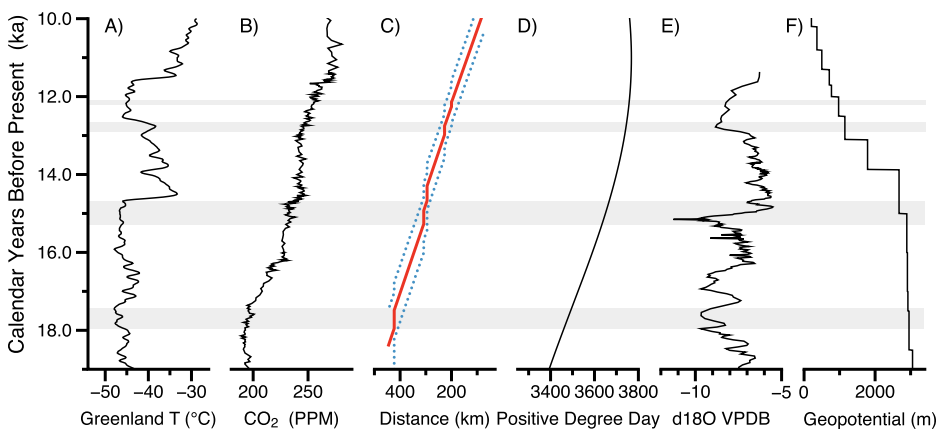 A) B) C) D) E) F)
Calendar Years Before Present (ka)
10.0
12.0
14.0
16.0
18.0
−50 −40 −30 200 250 400 200 3400 3600 3800 −10 −5 0 2000
Greenland T (°C) CO2 (PPM) Distance (km) Positive Degree Day d18O VPDB Geopotential (m)